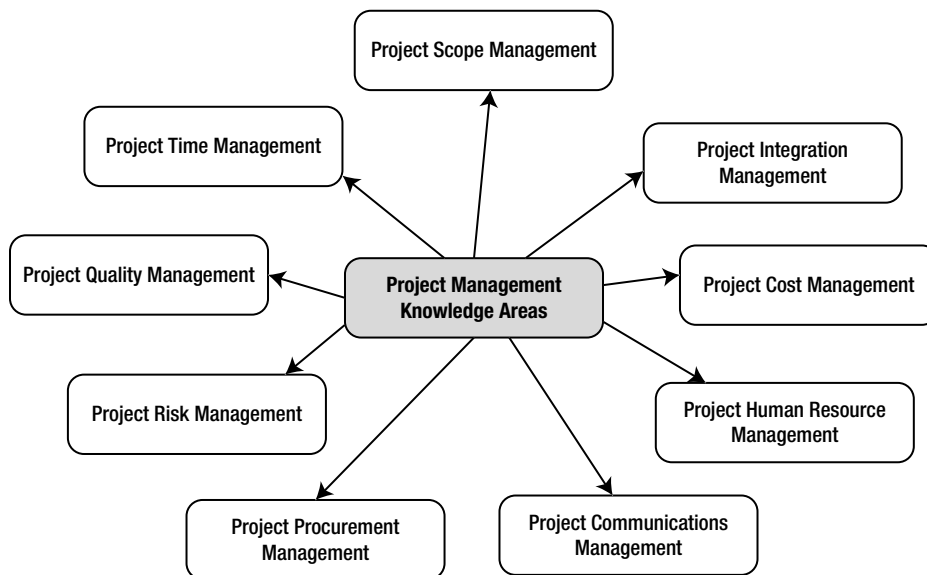 Project Scope Management
Project Time Management
Project Integration
Management
Project Quality Management
Project Management
Knowledge Areas
Project Cost Management
Project Risk Management
Project Human Resource
Management
Project Procurement
Management
Project Communications
Management